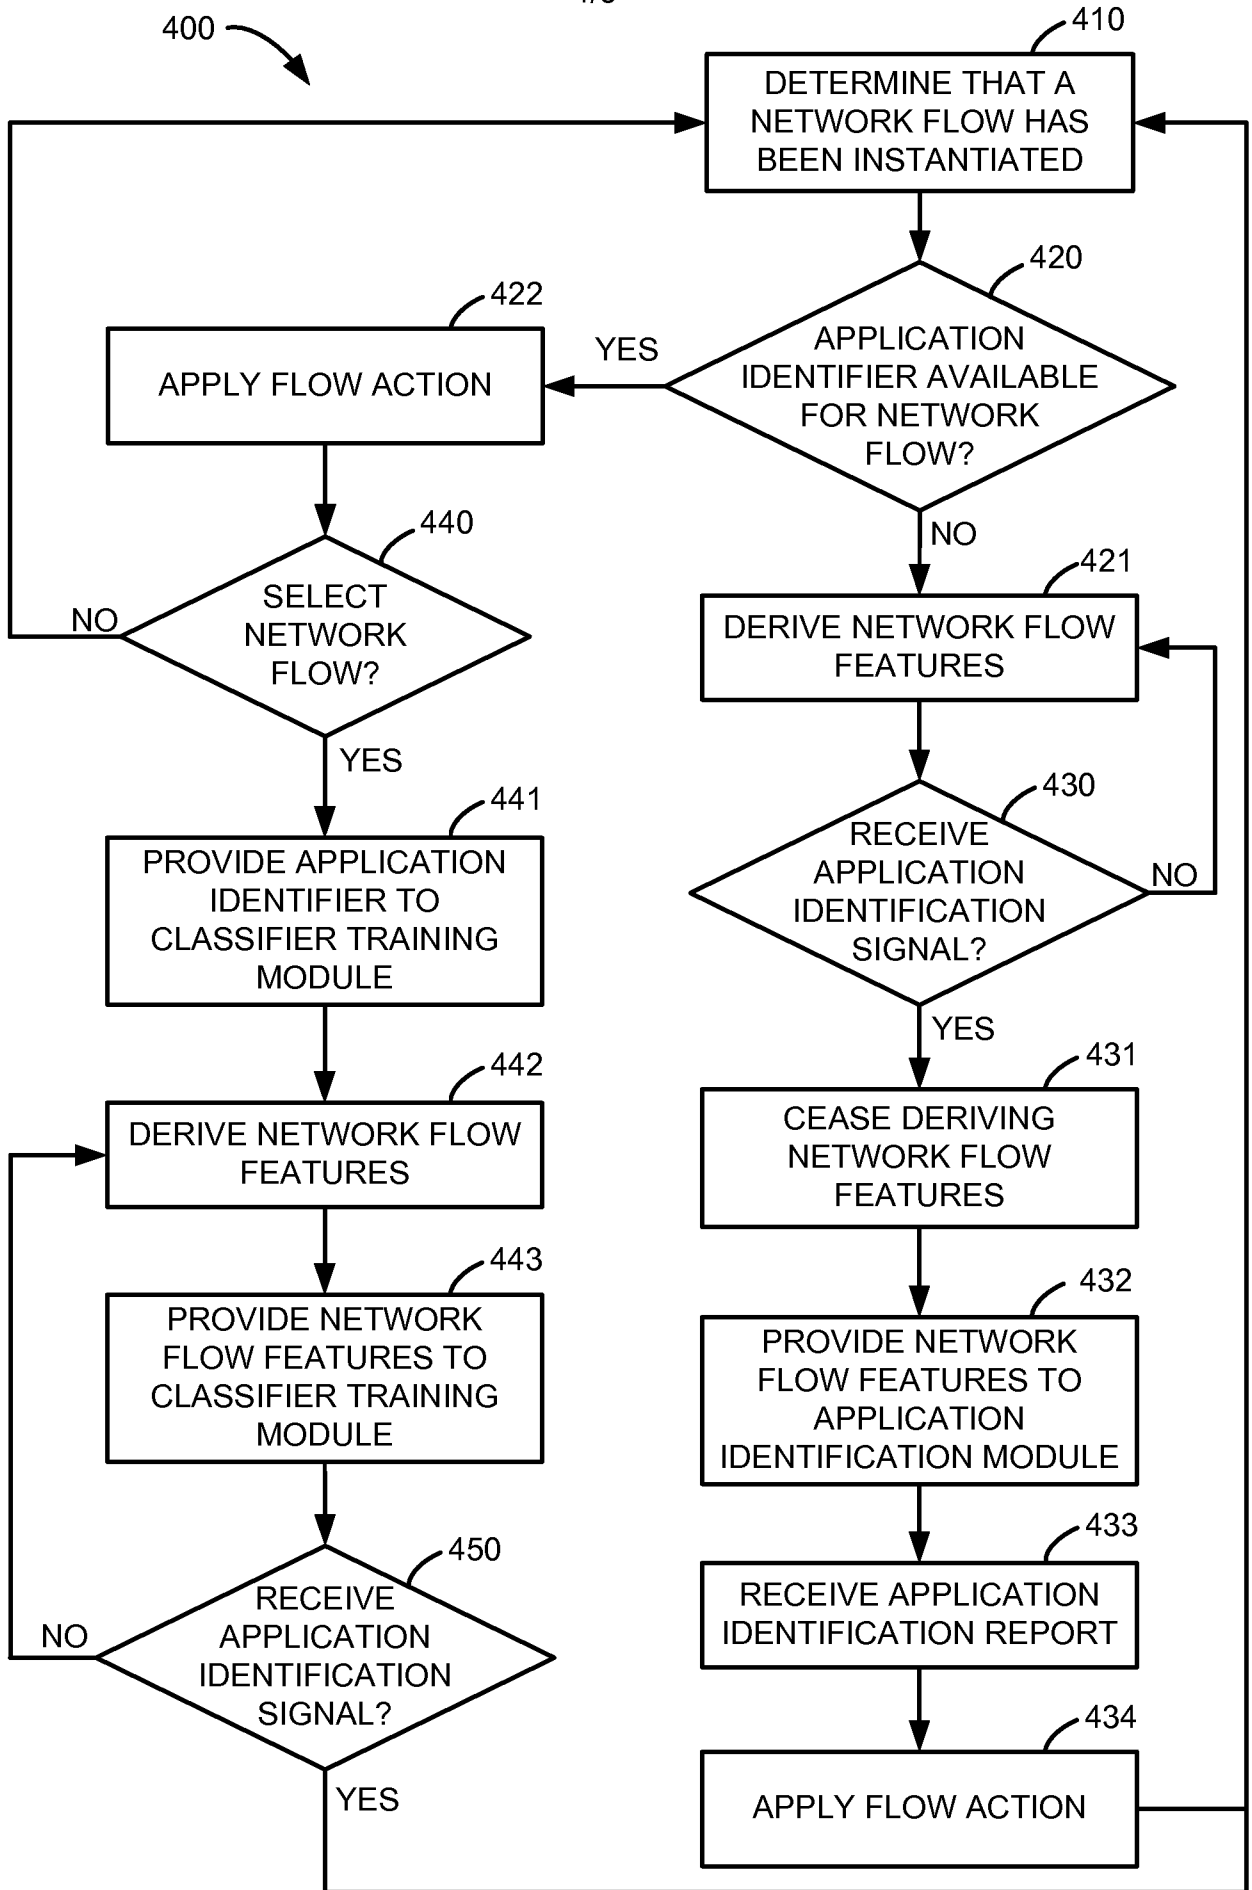 400
410
DETERMINE THAT A
NETWORK FLOW HAS
BEEN INSTANTIATED
420
APPLICATION
IDENTIFIER AVAILABLE
FOR NETWORK
FLOW?
YES
NO
422
APPLY FLOW ACTION
440
SELECT
NETWORK
FLOW?
NO
YES
441
PROVIDE APPLICATION
IDENTIFIER TO
CLASSIFIER TRAINING
MODULE
442
DERIVE NETWORK FLOW
FEATURES
443
PROVIDE NETWORK
FLOW FEATURES TO
CLASSIFIER TRAINING
MODULE
450
RECEIVE
APPLICATION
IDENTIFICATION
SIGNAL?
NO
YES
421
DERIVE NETWORK FLOW
FEATURES
430
RECEIVE
APPLICATION
IDENTIFICATION
SIGNAL?
NO
YES
431
CEASE DERIVING
NETWORK FLOW
FEATURES
432
PROVIDE NETWORK
FLOW FEATURES TO
APPLICATION
IDENTIFICATION MODULE
433
RECEIVE APPLICATION
IDENTIFICATION REPORT
434
APPLY FLOW ACTION